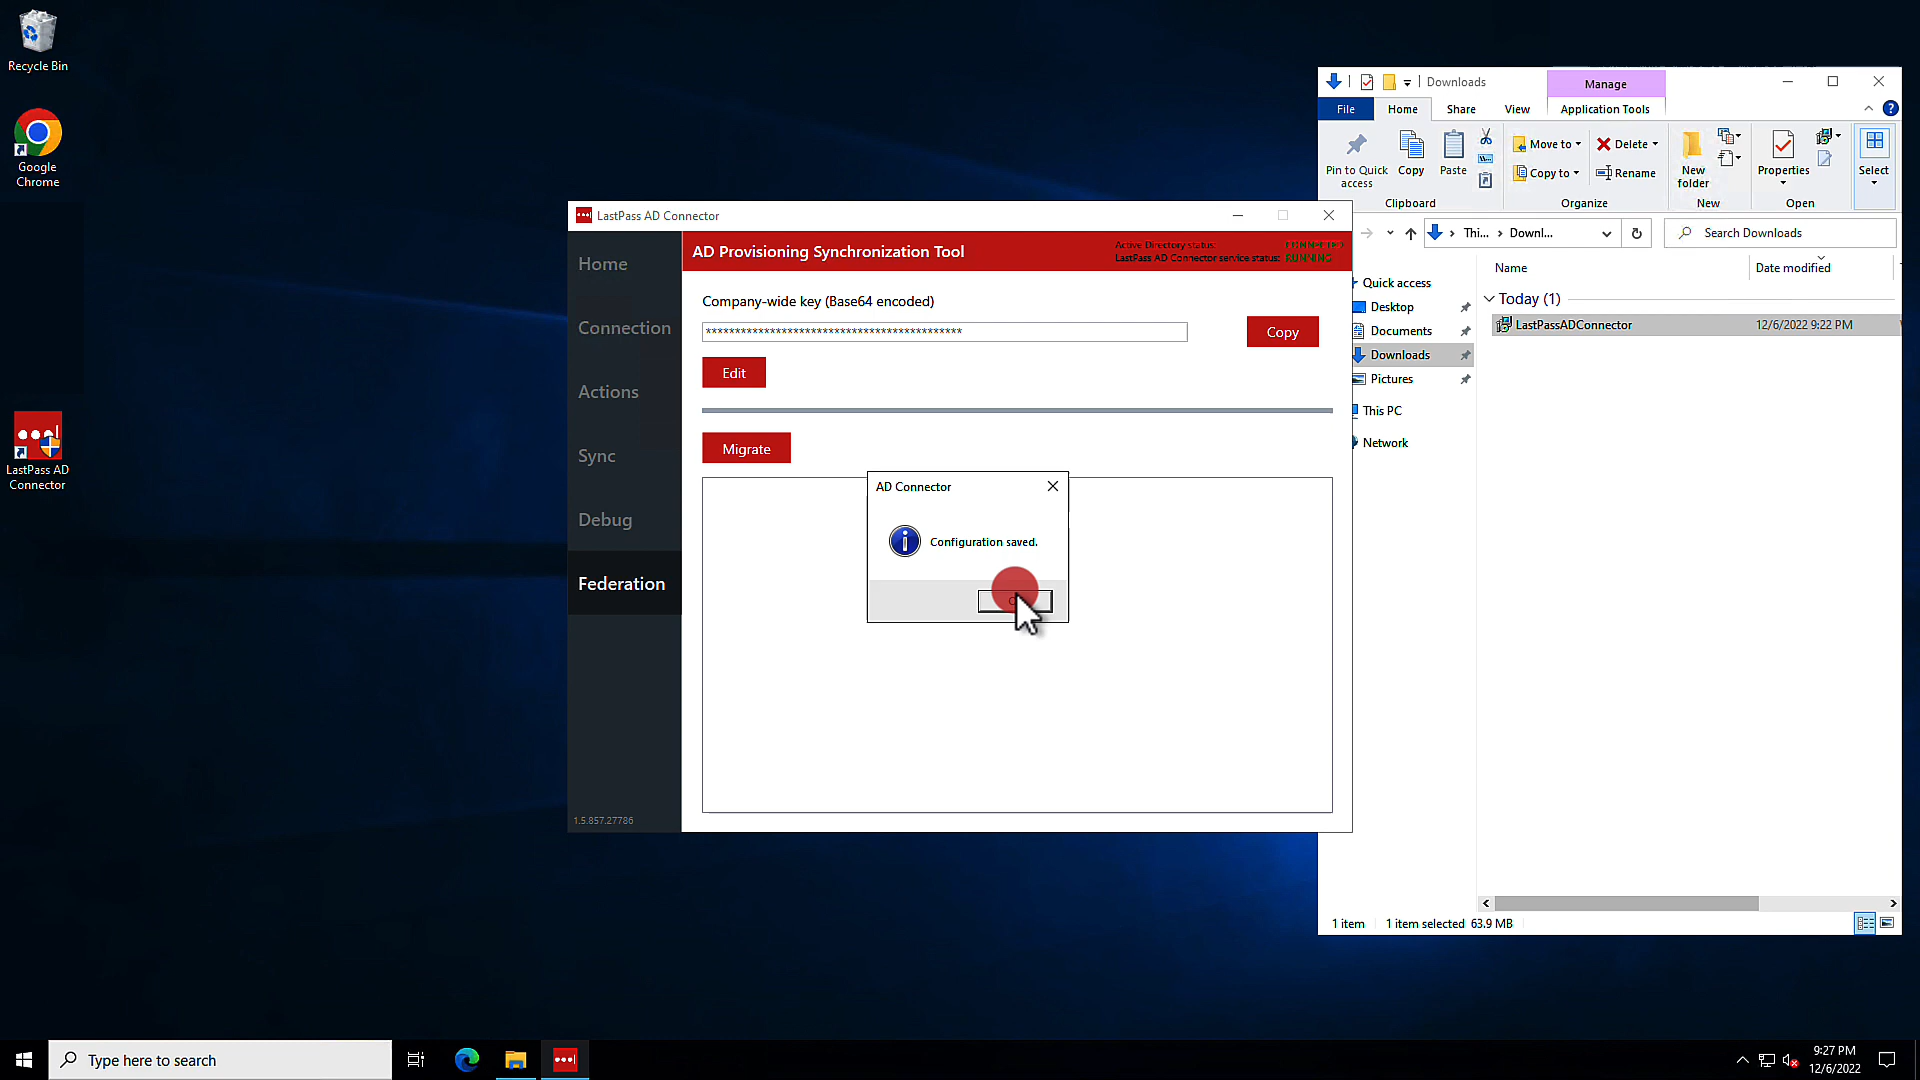 Recycle Bin
Google
Chrome
LastPass AD
Connector
Downloads
Manage
File
Home
Share
View
Application Tools
Pin to Quick
access
Copy
Paste
Move to
Copy to
Delete
Rename
New
folder
Properties
Select
Clipboard
Organize
New
Open
Thi...
Downl...
Search Downloads
Name
Date modified
Quick access
Desktop
Documents
Downloads
Pictures
This PC
Network
Today (1)
LastPassADConnector
12/6/2022 9:22 PM
1 item
1 item selected
63.9 MB
LastPass AD Connector
AD Provisioning Synchronization Tool
Active Directory status:
CONNECTED
LastPass AD Connector service status:
RUNNING
Home
Connection
Actions
Sync
Debug
Federation
1.5.857.27786
Company-wide key (Base64 encoded)
Copy
Edit
Migrate
AD Connector
Configuration saved.
Type here to search
9:27 PM
12/6/2022